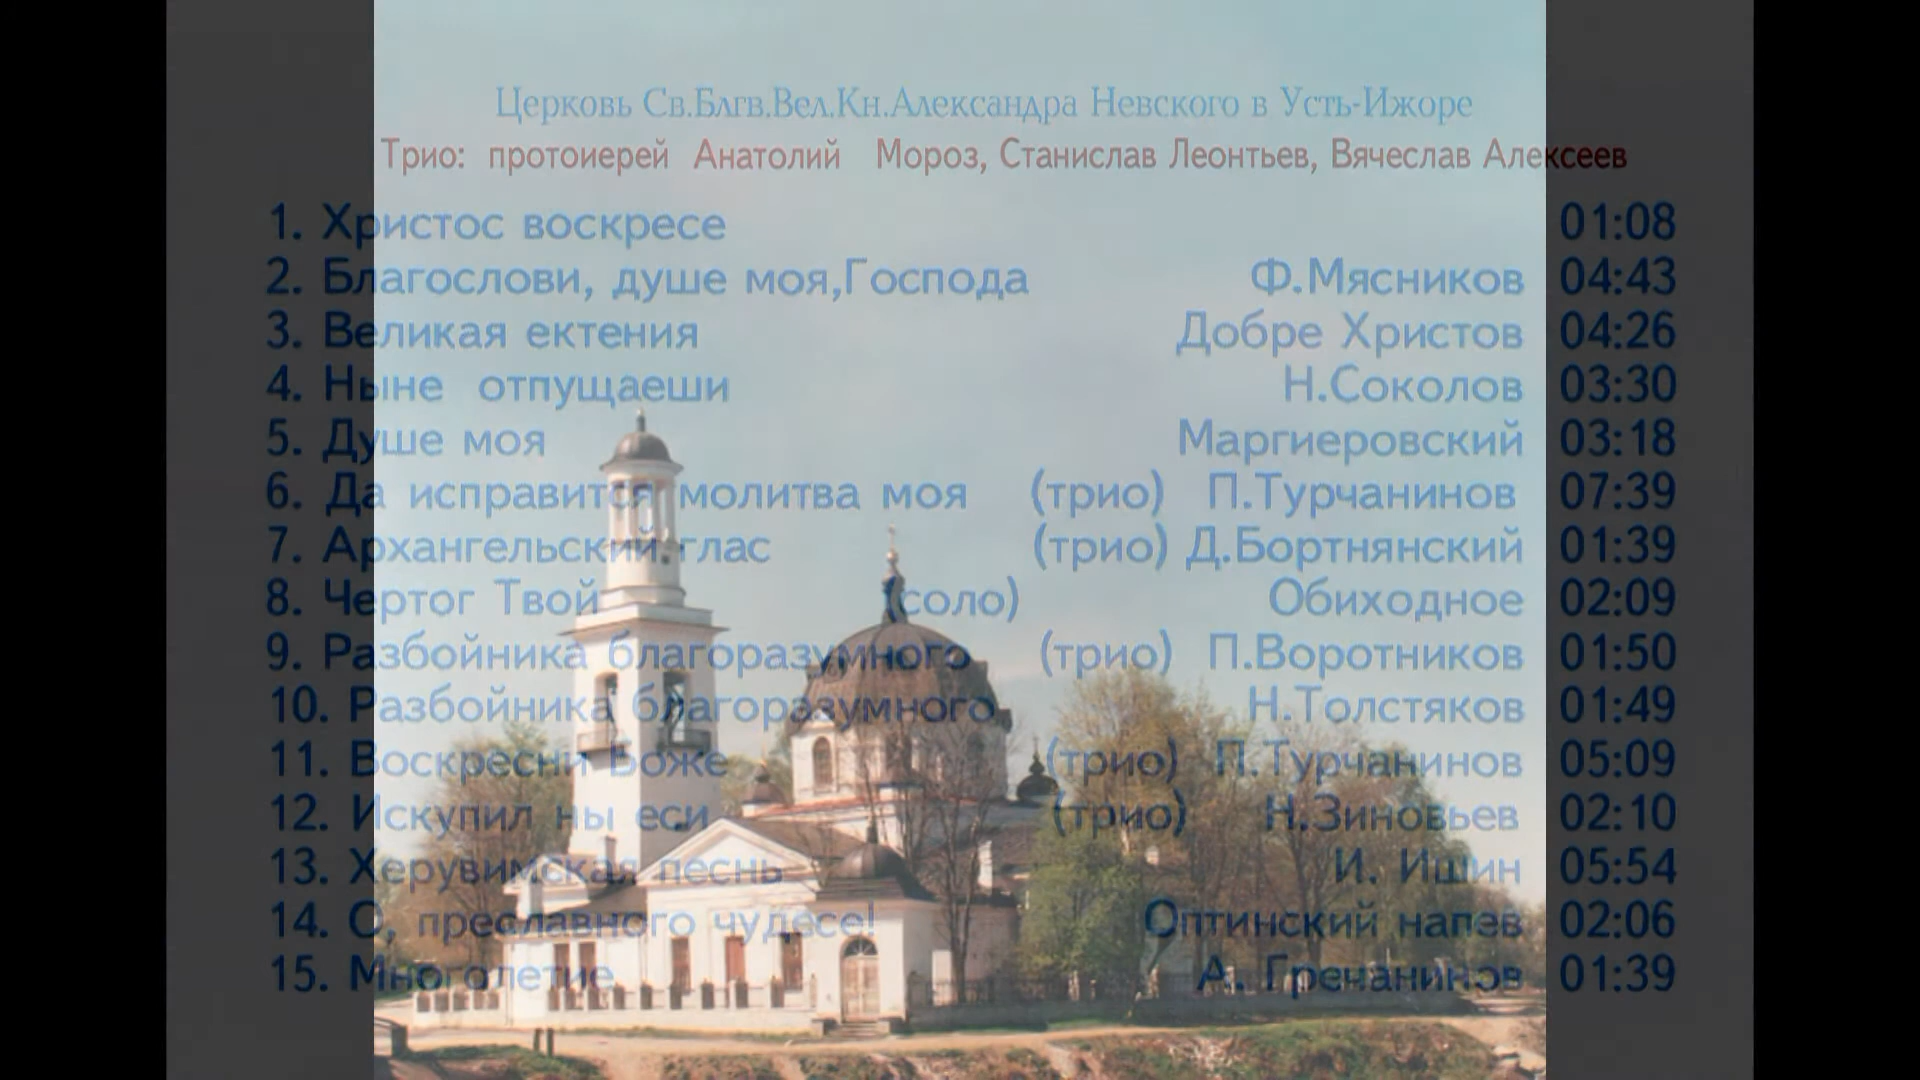 Церковь Св.Блгв.Вел.Кн.Александра Невского в Усть-Ижоре
Трио: протоиерей Анатолий Мороз, Станислав Леонтьев, Вячеслав Алексеев
1. Христос воскресе 01:08
2. Благослови, душе моя,Господа Ф.Мясников 04:43
3. Великая ектения Добре Христов 04:26
4. Ныне отпущаеши Н.Соколов 03:30
5. Душе моя Маргиеровский 03:18
6. Да исправится молитва моя (трио) П.Турчанинов 07:39
7. Архангельский глас (трио) Д.Бортнянский 01:39
8. Чертог Твой (соло) Обиходное 02:09
9. Разбойника благоразумного (трио) П.Воротников 01:50
10. Разбойника благоразумного Н.Толстяков 01:49
11. Воскресни Боже (трио) П.Турчанинов 05:09
12. Искупил ны еси (трио) Н.Зиновьев 02:10
13. Херувимская песнь И. Ишин 05:54
14. О, преславного чудесе! Оптинский напев 02:06
15. Многолетие А. Гречанинов 01:39